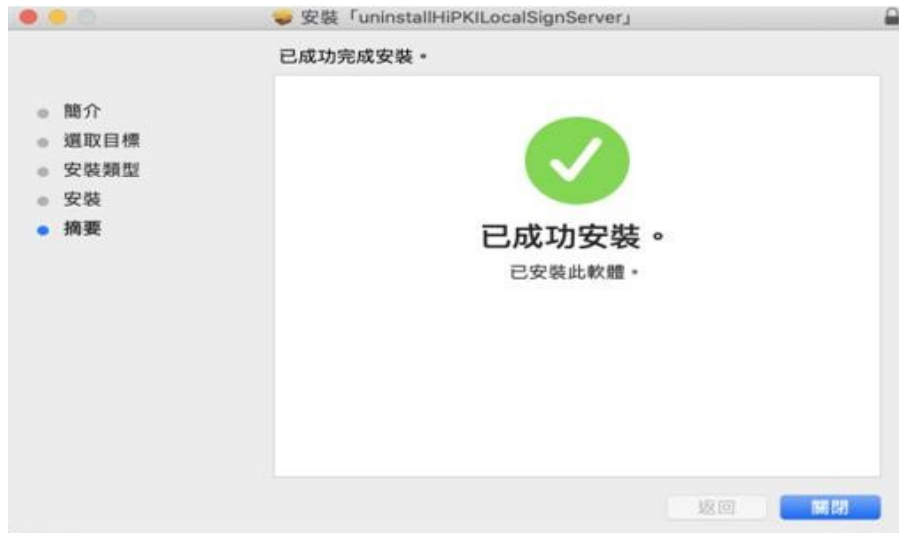 安裝「uninstallHiPKILocalSignServer」
已成功完成安裝。
簡介
選取目標
安裝類型
安裝
摘要
已成功安裝。
已安裝此軟體。
返回
關閉